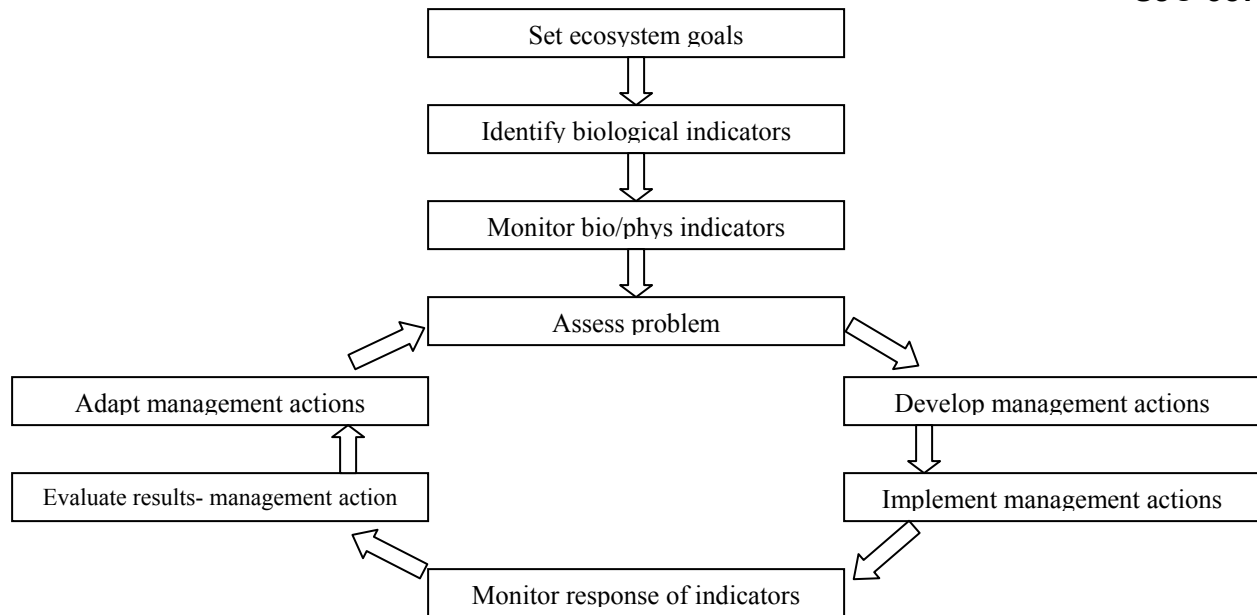 Set ecosystem goals
Identify biological indicators
Monitor bio/phys indicators
Assess problem
Adapt management actions
Develop management actions
Evaluate results- management action
Implement management actions
Monitor response of indicators